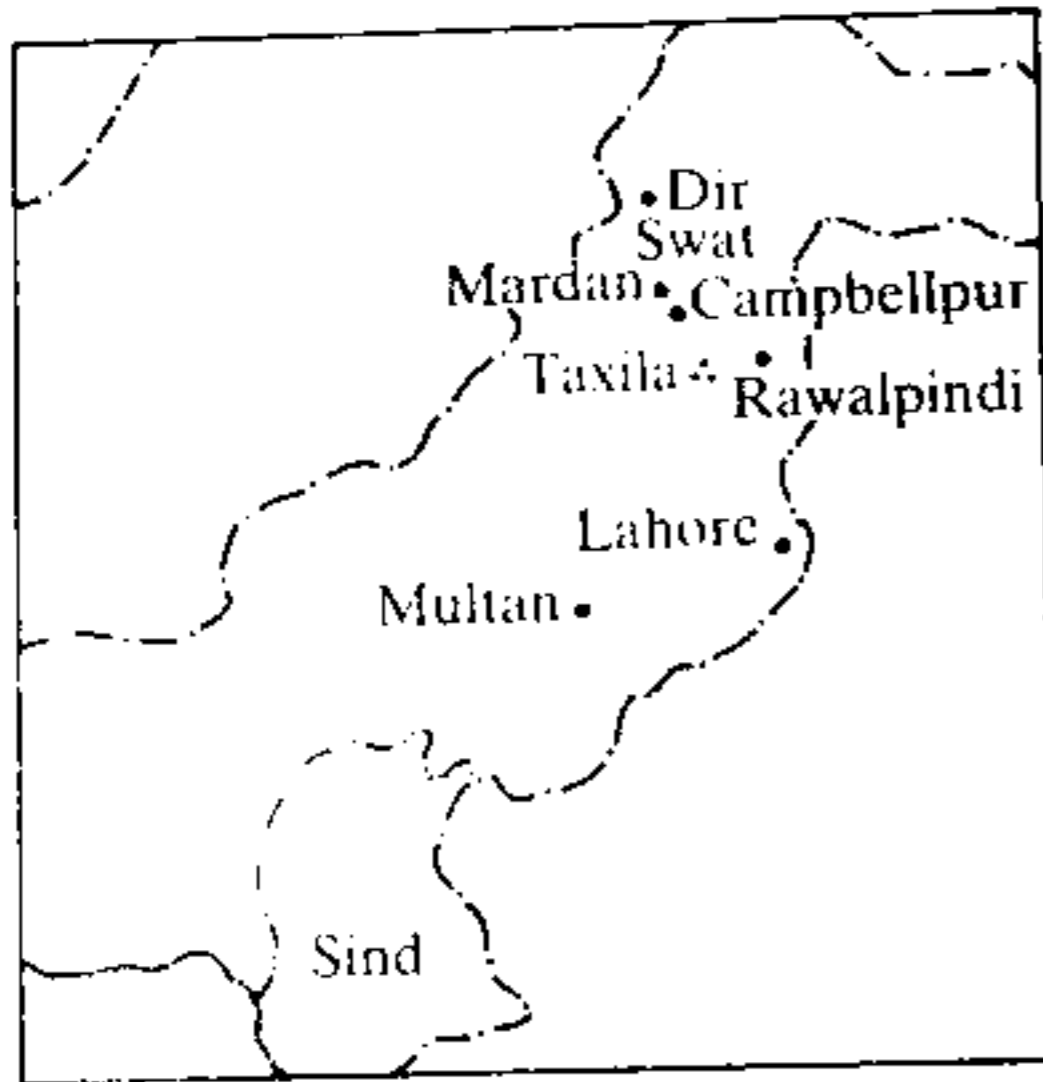 Dir
Swat
Mardan
Campbellpur
Taxila
Rawalpindi
Lahore
Multan
Sind